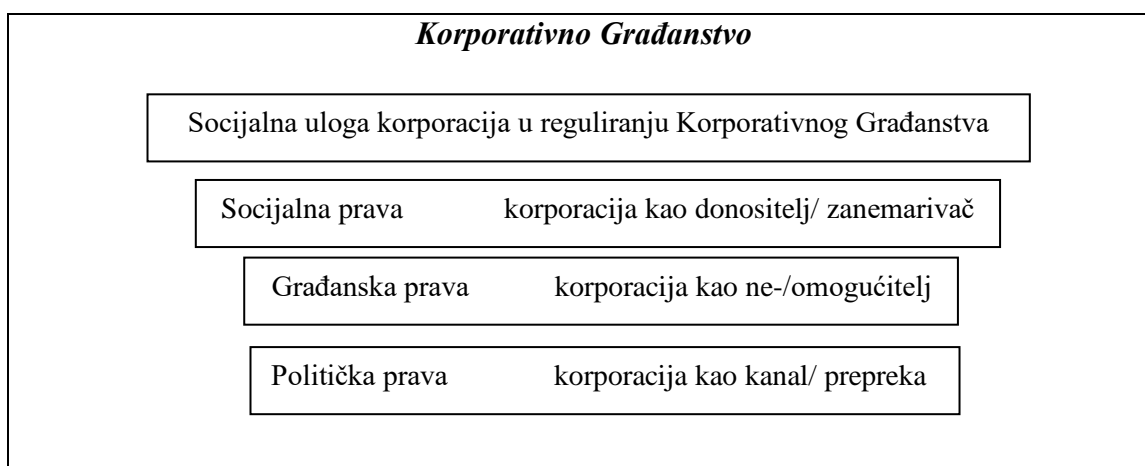 Korporativno Građanstvo
Socijalna uloga korporacija u reguliranju Korporativnog Građanstva
Socijalna prava korporacija kao donositelj/ zanemarivač
Građanska prava korporacija kao ne-/omogućitelj
Politička prava korporacija kao kanal/ prepreka